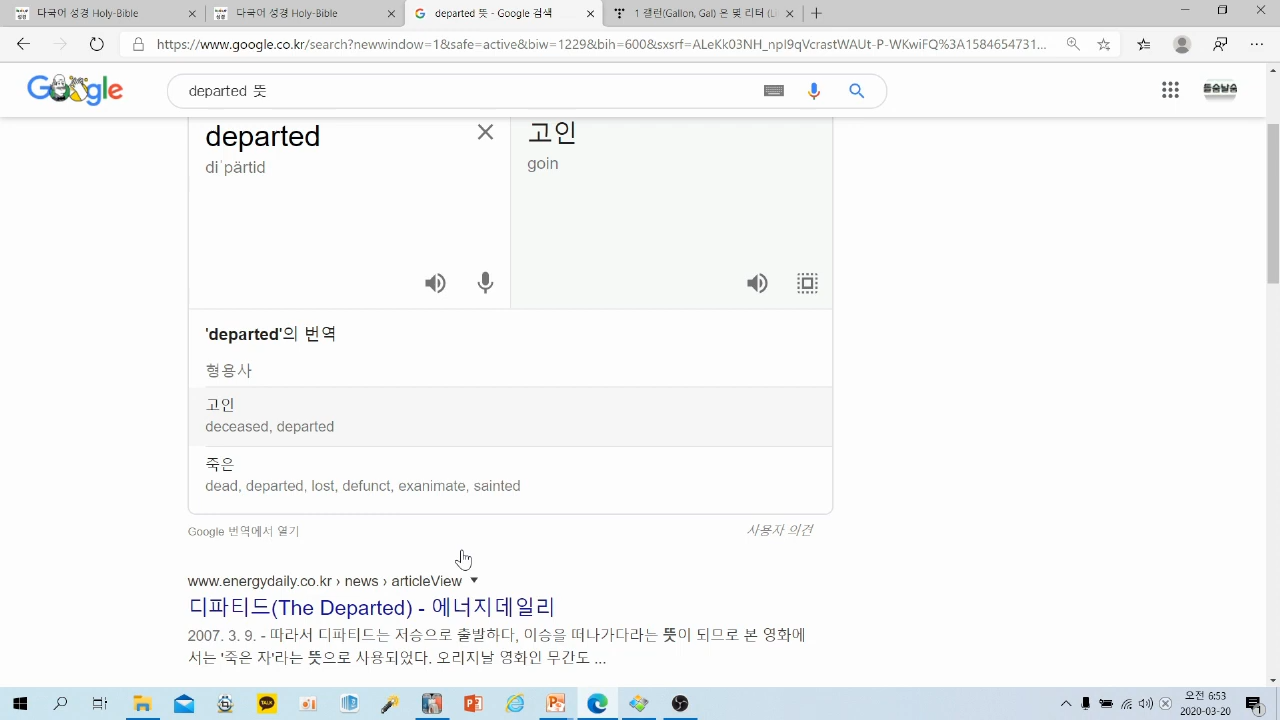 다국어 성경 Holy-Bible
다국어 성경 Holy-Bible
departed 뜻 - Google 검색
1 갤런(Gallon, Gal) 은 몇 리터 (Li
https://www.google.co.kr/search?newwindow=1&safe=active&biw=1229&bih=600&sxsrf=ALeKk03NH_npI9qVcrastWAUt-P-WKwiFQ%3A1584654731...
Google
departed 뜻
departed
고인
diˈpärtid
goin
'departed'의 번역
형용사
고인
deceased, departed
죽은
dead, departed, lost, defunct, exanimate, sainted
Google 번역에서 열기
사용자 의견
www.energydaily.co.kr › news › articleView
디파티드(The Departed) - 에너지데일리
2007. 3. 9. - 따라서 디파티드는 저승으로 출발하다, 이승을 떠나가다라는 뜻이 되므로 본 영화에
서는 '죽은 자'라는 뜻으로 사용되었다. 오리지날 영화인 무간도 ...
TALK
오전 6:53
2020-03-20